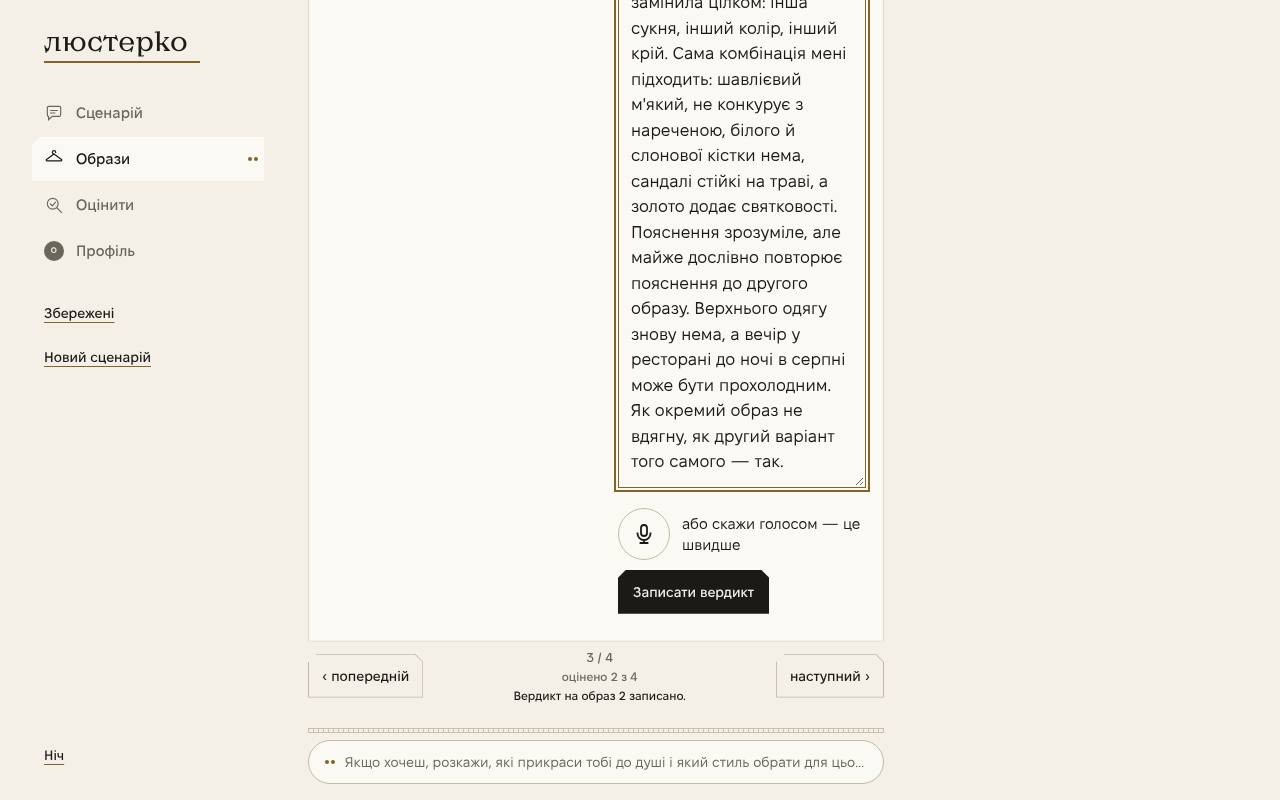 люстерко
Сценарій
Образи
Оцінити
Профіль
Збережені
Новий сценарій
Ніч
замінила цілком: інша
сукня, інший колір, інший
крій. Сама комбінація мені
підходить: шавлієвий
м'який, не конкурує з
нареченою, білого й
слонової кістки нема,
сандалі стійкі на траві, а
золото додає святковості.
Пояснення зрозуміле, але
майже дослівно повторює
пояснення до другого
образу. Верхнього одягу
знову нема, а вечір у
ресторані до ночі в серпні
може бути прохолодним.
Як окремий образ не
вдягну, як другий варіант
того самого — так.
або скажи голосом — це
швидше
Записати вердикт
‹ попередній
3 / 4
оцінено 2 з 4
Вердикт на образ 2 записано.
наступний ›
Якщо хочеш, розкажи, які прикраси тобі до душі і який стиль обрати для цьо...